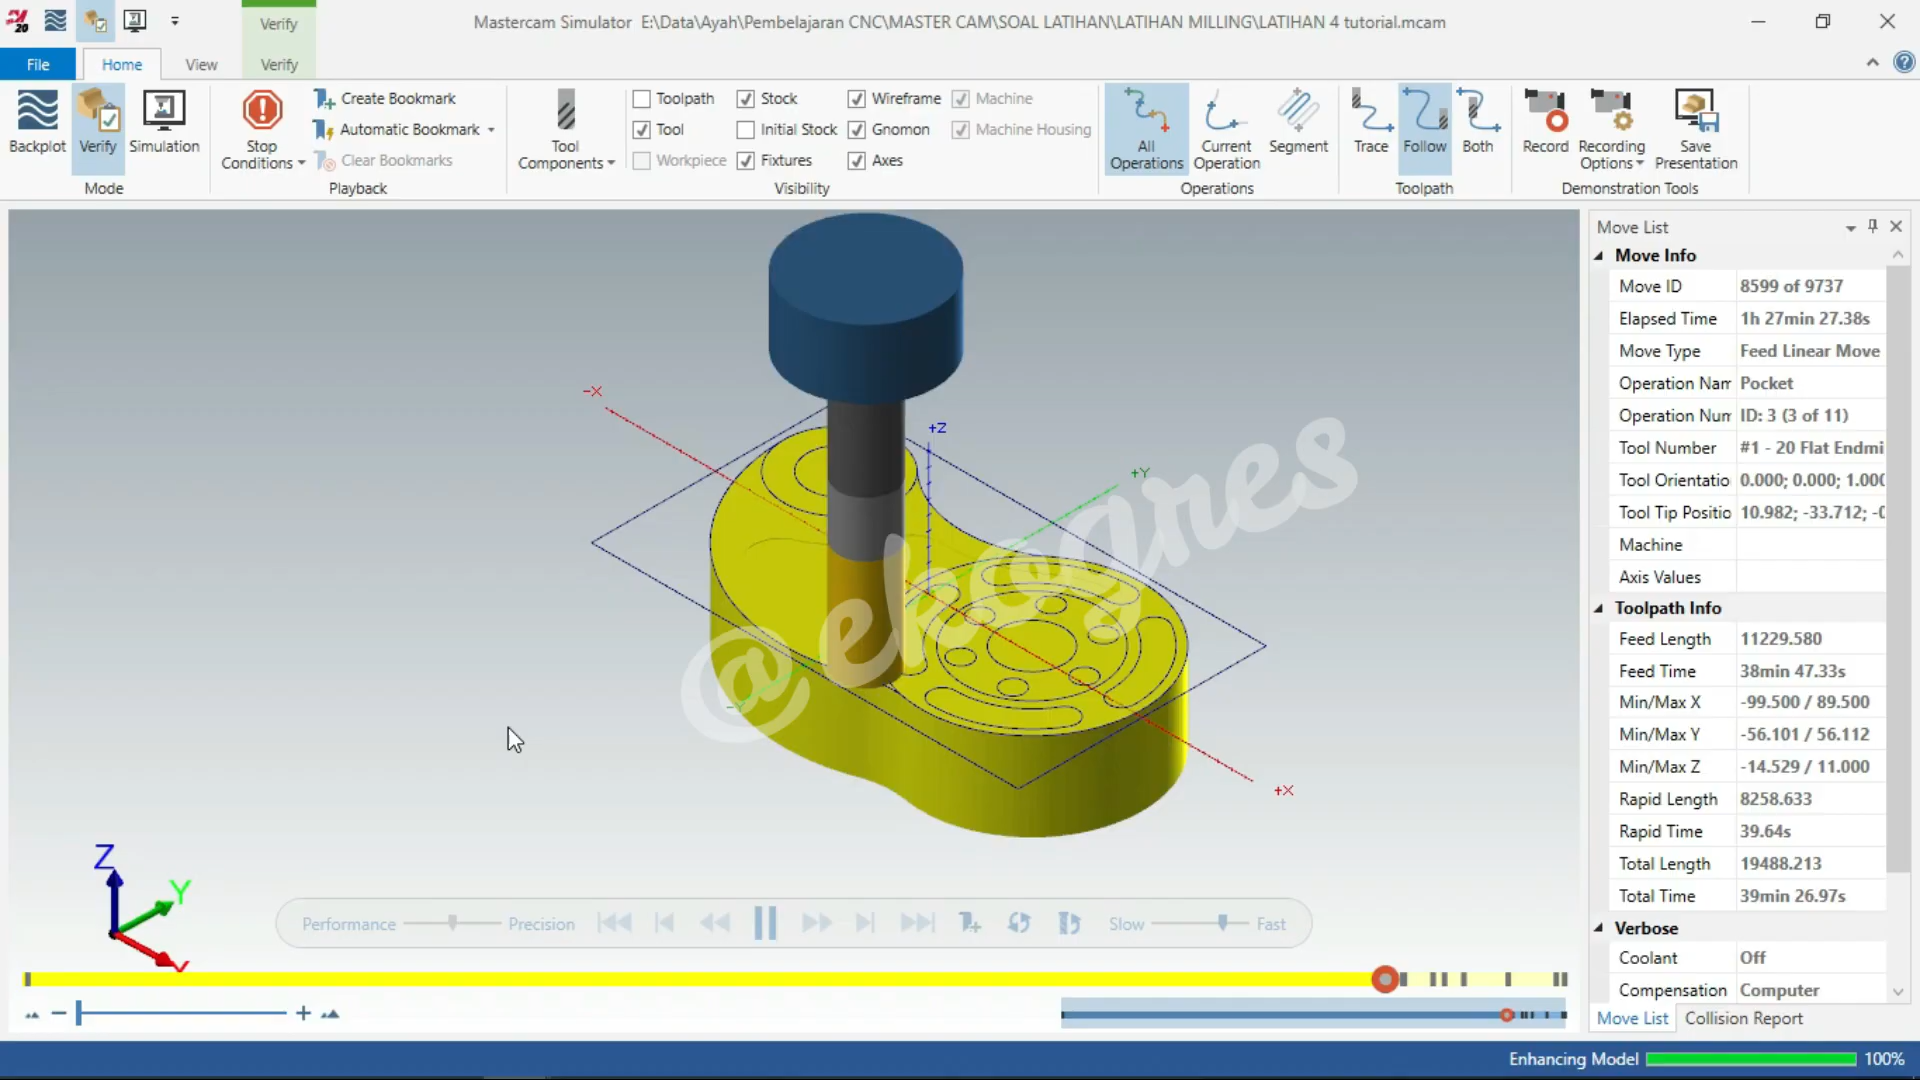 Verify
Mastercam Simulator E:\Data\Ayah\Pembelajaran CNC\MASTER CAM\SOAL LATIHAN\LATIHAN MILLING\LATIHAN 4 tutorial.mcam
File Home View Verify
Backplot Verify Simulation
Mode
Stop Conditions
Create Bookmark
Automatic Bookmark
Clear Bookmarks
Playback
Tool Components
Toolpath Stock Wireframe Machine
Tool Initial Stock Gnomon Machine Housing
Workpiece Fixtures Axes
Visibility
All Operations Current Operation Segment
Operations
Trace Follow Both
Toolpath
Record Recording Options Save Presentation
Demonstration Tools
Move List
Move Info
Move ID 8599 of 9737
Elapsed Time 1h 27min 27.38s
Move Type Feed Linear Move
Operation Nam Pocket
Operation Num ID: 3 (3 of 11)
Tool Number #1 - 20 Flat Endmi
Tool Orientatio 0.000; 0.000; 1.000
Tool Tip Positio 10.982; -33.712; -0
Machine
Axis Values
Toolpath Info
Feed Length 11229.580
Feed Time 38min 47.33s
Min/Max X -99.500 / 89.500
Min/Max Y -56.101 / 56.112
Min/Max Z -14.529 / 11.000
Rapid Length 8258.633
Rapid Time 39.64s
Total Length 19488.213
Total Time 39min 26.97s
Verbose
Coolant Off
Compensation Computer
Move List Collision Report
-X
+Z
+Y
-Y
+X
@ekogres
Z
Y
X
Performance Precision Slow Fast
Enhancing Model 100%